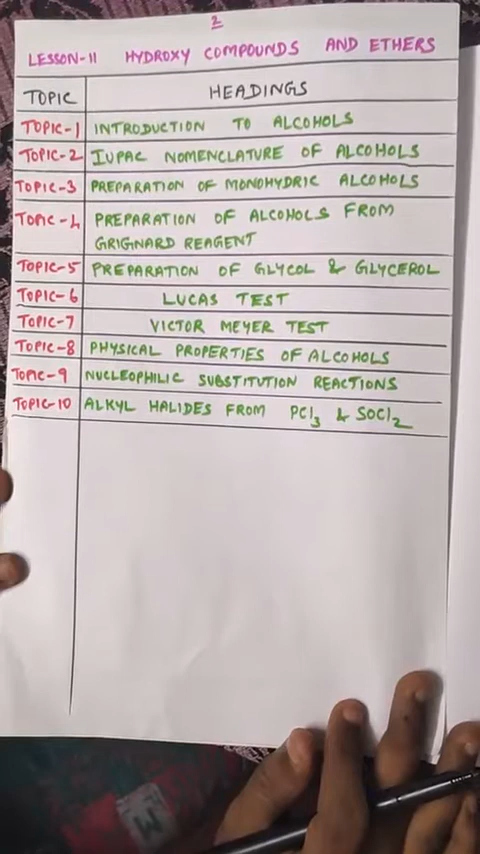 2
LESSON-11 HYDROXY COMPOUNDS AND ETHERS
TOPIC HEADINGS
TOPIC-1 INTRODUCTION TO ALCOHOLS
TOPIC-2 IUPAC NOMENCLATURE OF ALCOHOLS
TOPIC-3 PREPARATION OF MONOHYDRIC ALCOHOLS
TOPIC-4 PREPARATION OF ALCOHOLS FROM
GRIGNARD REAGENT
TOPIC-5 PREPARATION OF GLYCOL & GLYCEROL
TOPIC-6 LUCAS TEST
TOPIC-7 VICTOR MEYER TEST
TOPIC-8 PHYSICAL PROPERTIES OF ALCOHOLS
TOPIC-9 NUCLEOPHILIC SUBSTITUTION REACTIONS
TOPIC-10 ALKYL HALIDES FROM PCl₃ & SOCl₂